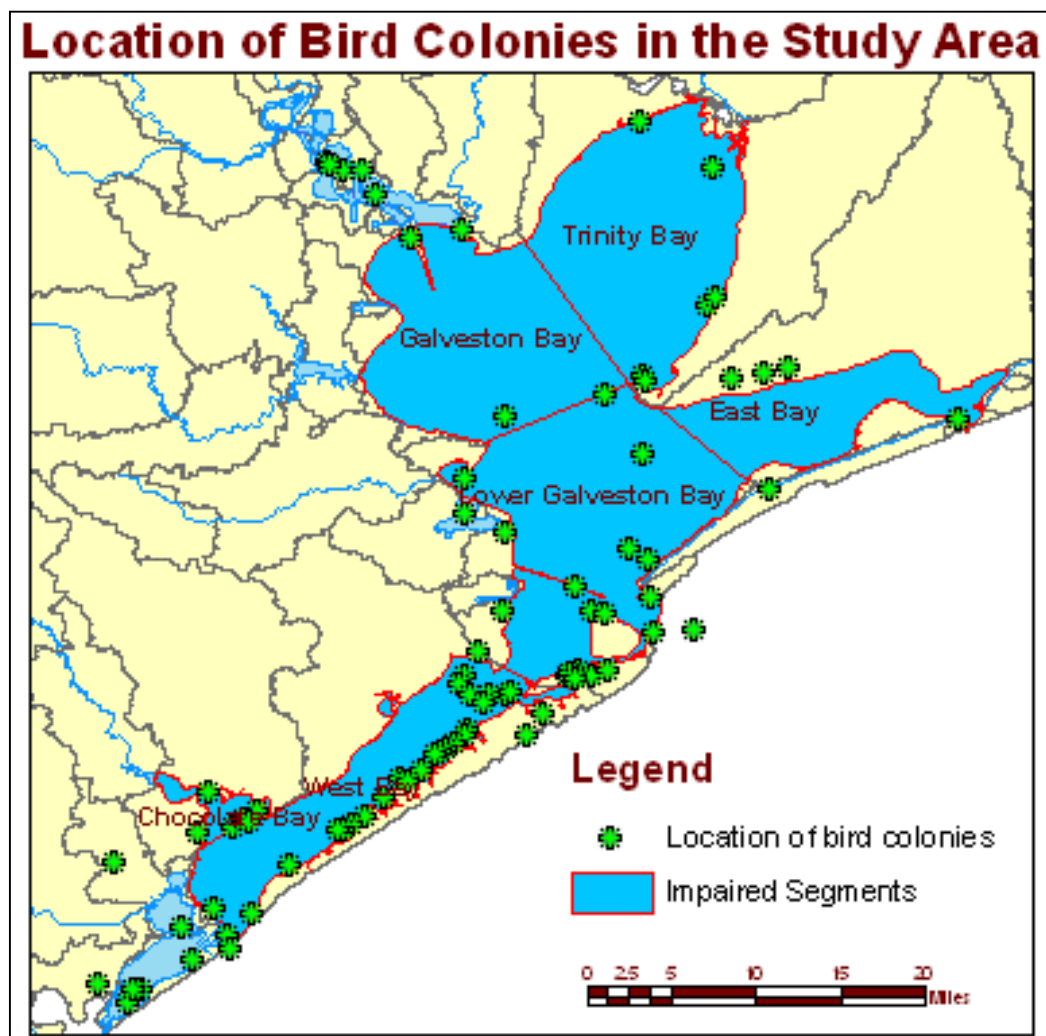 Location of Bird Colonies in the Study Area
Trinity Bay
Galveston Bay
East Bay
Lower Galveston Bay
West Bay
Chocolate Bay
Legend
Location of bird colonies
Impaired Segments
0 2.5 5 10 15 20
Miles